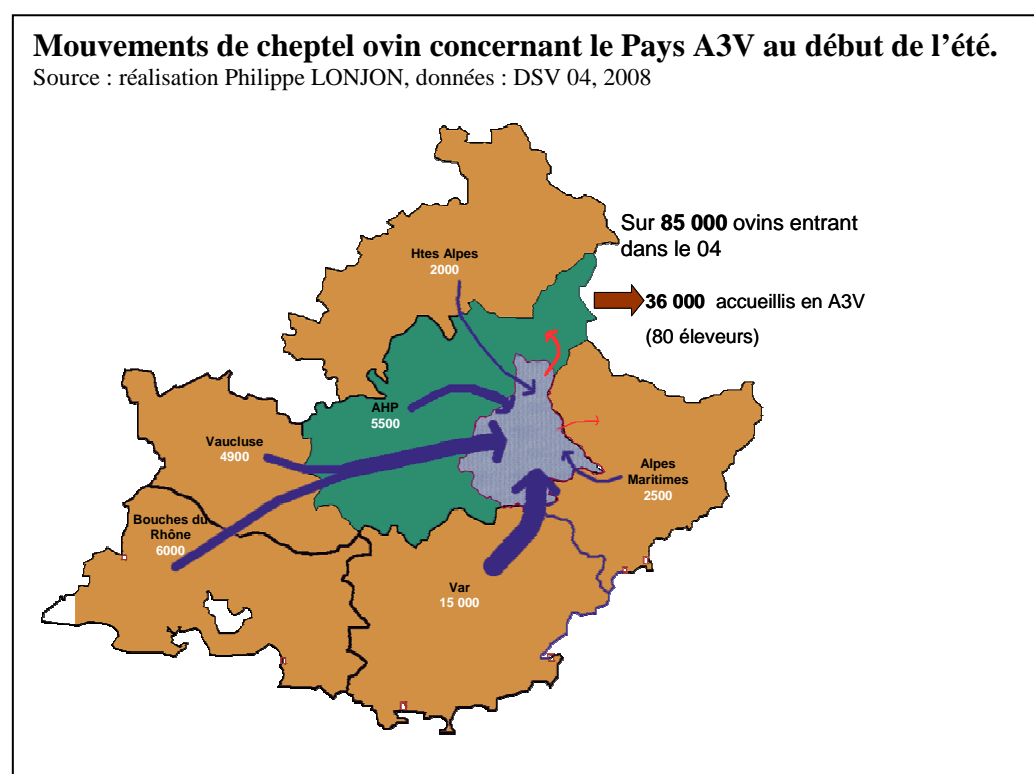 Mouvements de cheptel ovin concernant le Pays A3V au début de l'été.
Source : réalisation Philippe LONJON, données : DSV 04, 2008
Sur 85 000 ovins entrant
dans le 04
Htes Alpes
2000
36 000 accueillis en A3V
(80 éleveurs)
AHP
5500
Vaucluse
4900
Alpes
Maritimes
2500
Bouches du
Rhône
6000
Var
15 000